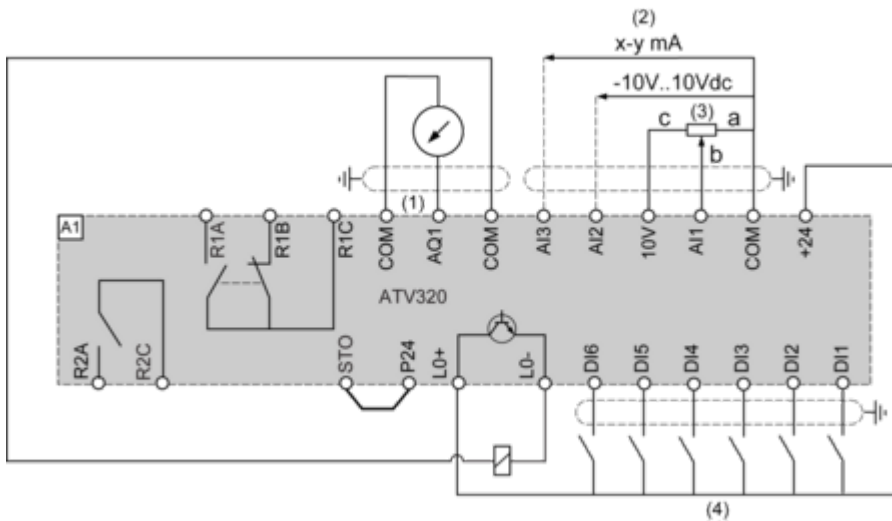 (2)
x-y mA
-10V..10Vdc
c
(3)
a
b
(1)
A1
R1A
R1B
R1C
COM
AQ1
COM
AI3
AI2
10V
AI1
COM
+24
ATV320
R2A
R2C
STO
P24
L0+
L0-
DI6
DI5
DI4
DI3
DI2
DI1
(4)